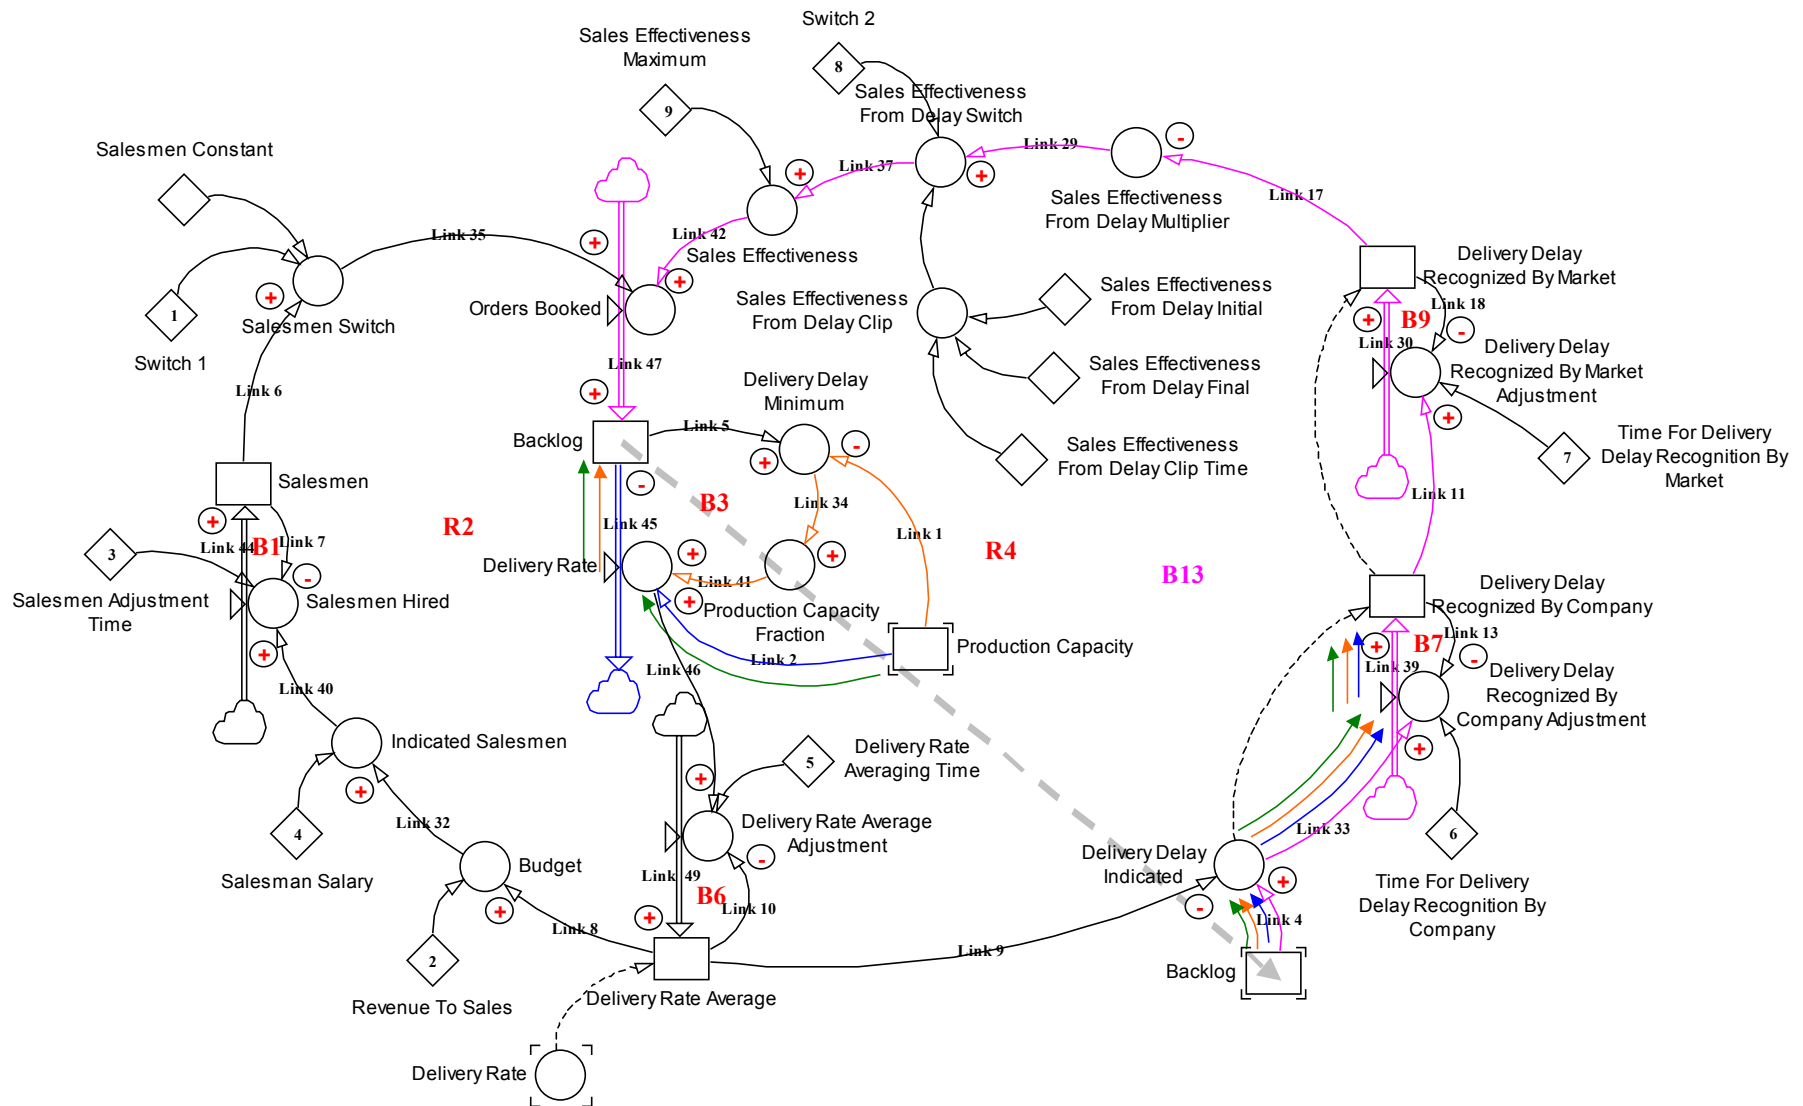 Switch 2
Sales Effectiveness
Maximum
8
Sales Effectiveness
From Delay Switch
9
-
Link 29
Salesmen Constant
Link 37
+
+
Sales Effectiveness
From Delay Multiplier
Link 17
Link 35
Link 42
+
Sales Effectiveness
Delivery Delay
Recognized By Market
+
+
Orders Booked
Sales Effectiveness
From Delay Clip
Sales Effectiveness
From Delay Initial
1
Salesmen Switch
Link 18
+
B9
-
Switch 1
Link 47
Link 30
Delivery Delay
Recognized By Market
Adjustment
Sales Effectiveness
From Delay Final
Delivery Delay
Minimum
Link 6
+
+
Link 5
Backlog
-
+
Sales Effectiveness
From Delay Clip Time
7
Time For Delivery
Delay Recognition By
Market
Salesmen
-
Link 11
B3
Link 34
+
R2
Link 45
Link 1
Link 44
B1
Link 7
3
R4
+
+
Delivery Rate
B13
-
Link 41
Salesmen Adjustment
Time
Salesmen Hired
+
Production Capacity
Fraction
Delivery Delay
Recognized By Company
Production Capacity
Link 13
B7
+
+
Link 2
Link 46
Link 39
-
Link 40
Delivery Delay
Recognized By
Company Adjustment
Indicated Salesmen
Delivery Rate
Averaging Time
5
+
+
+
Link 32
4
Delivery Rate Average
Adjustment
Link 33
6
-
Delivery Delay
Indicated
Budget
Salesman Salary
Link 49
B6
Link 10
+
Time For Delivery
Delay Recognition By
Company
+
+
-
Link 4
Link 8
Link 9
2
Backlog
Revenue To Sales
Delivery Rate Average
Delivery Rate